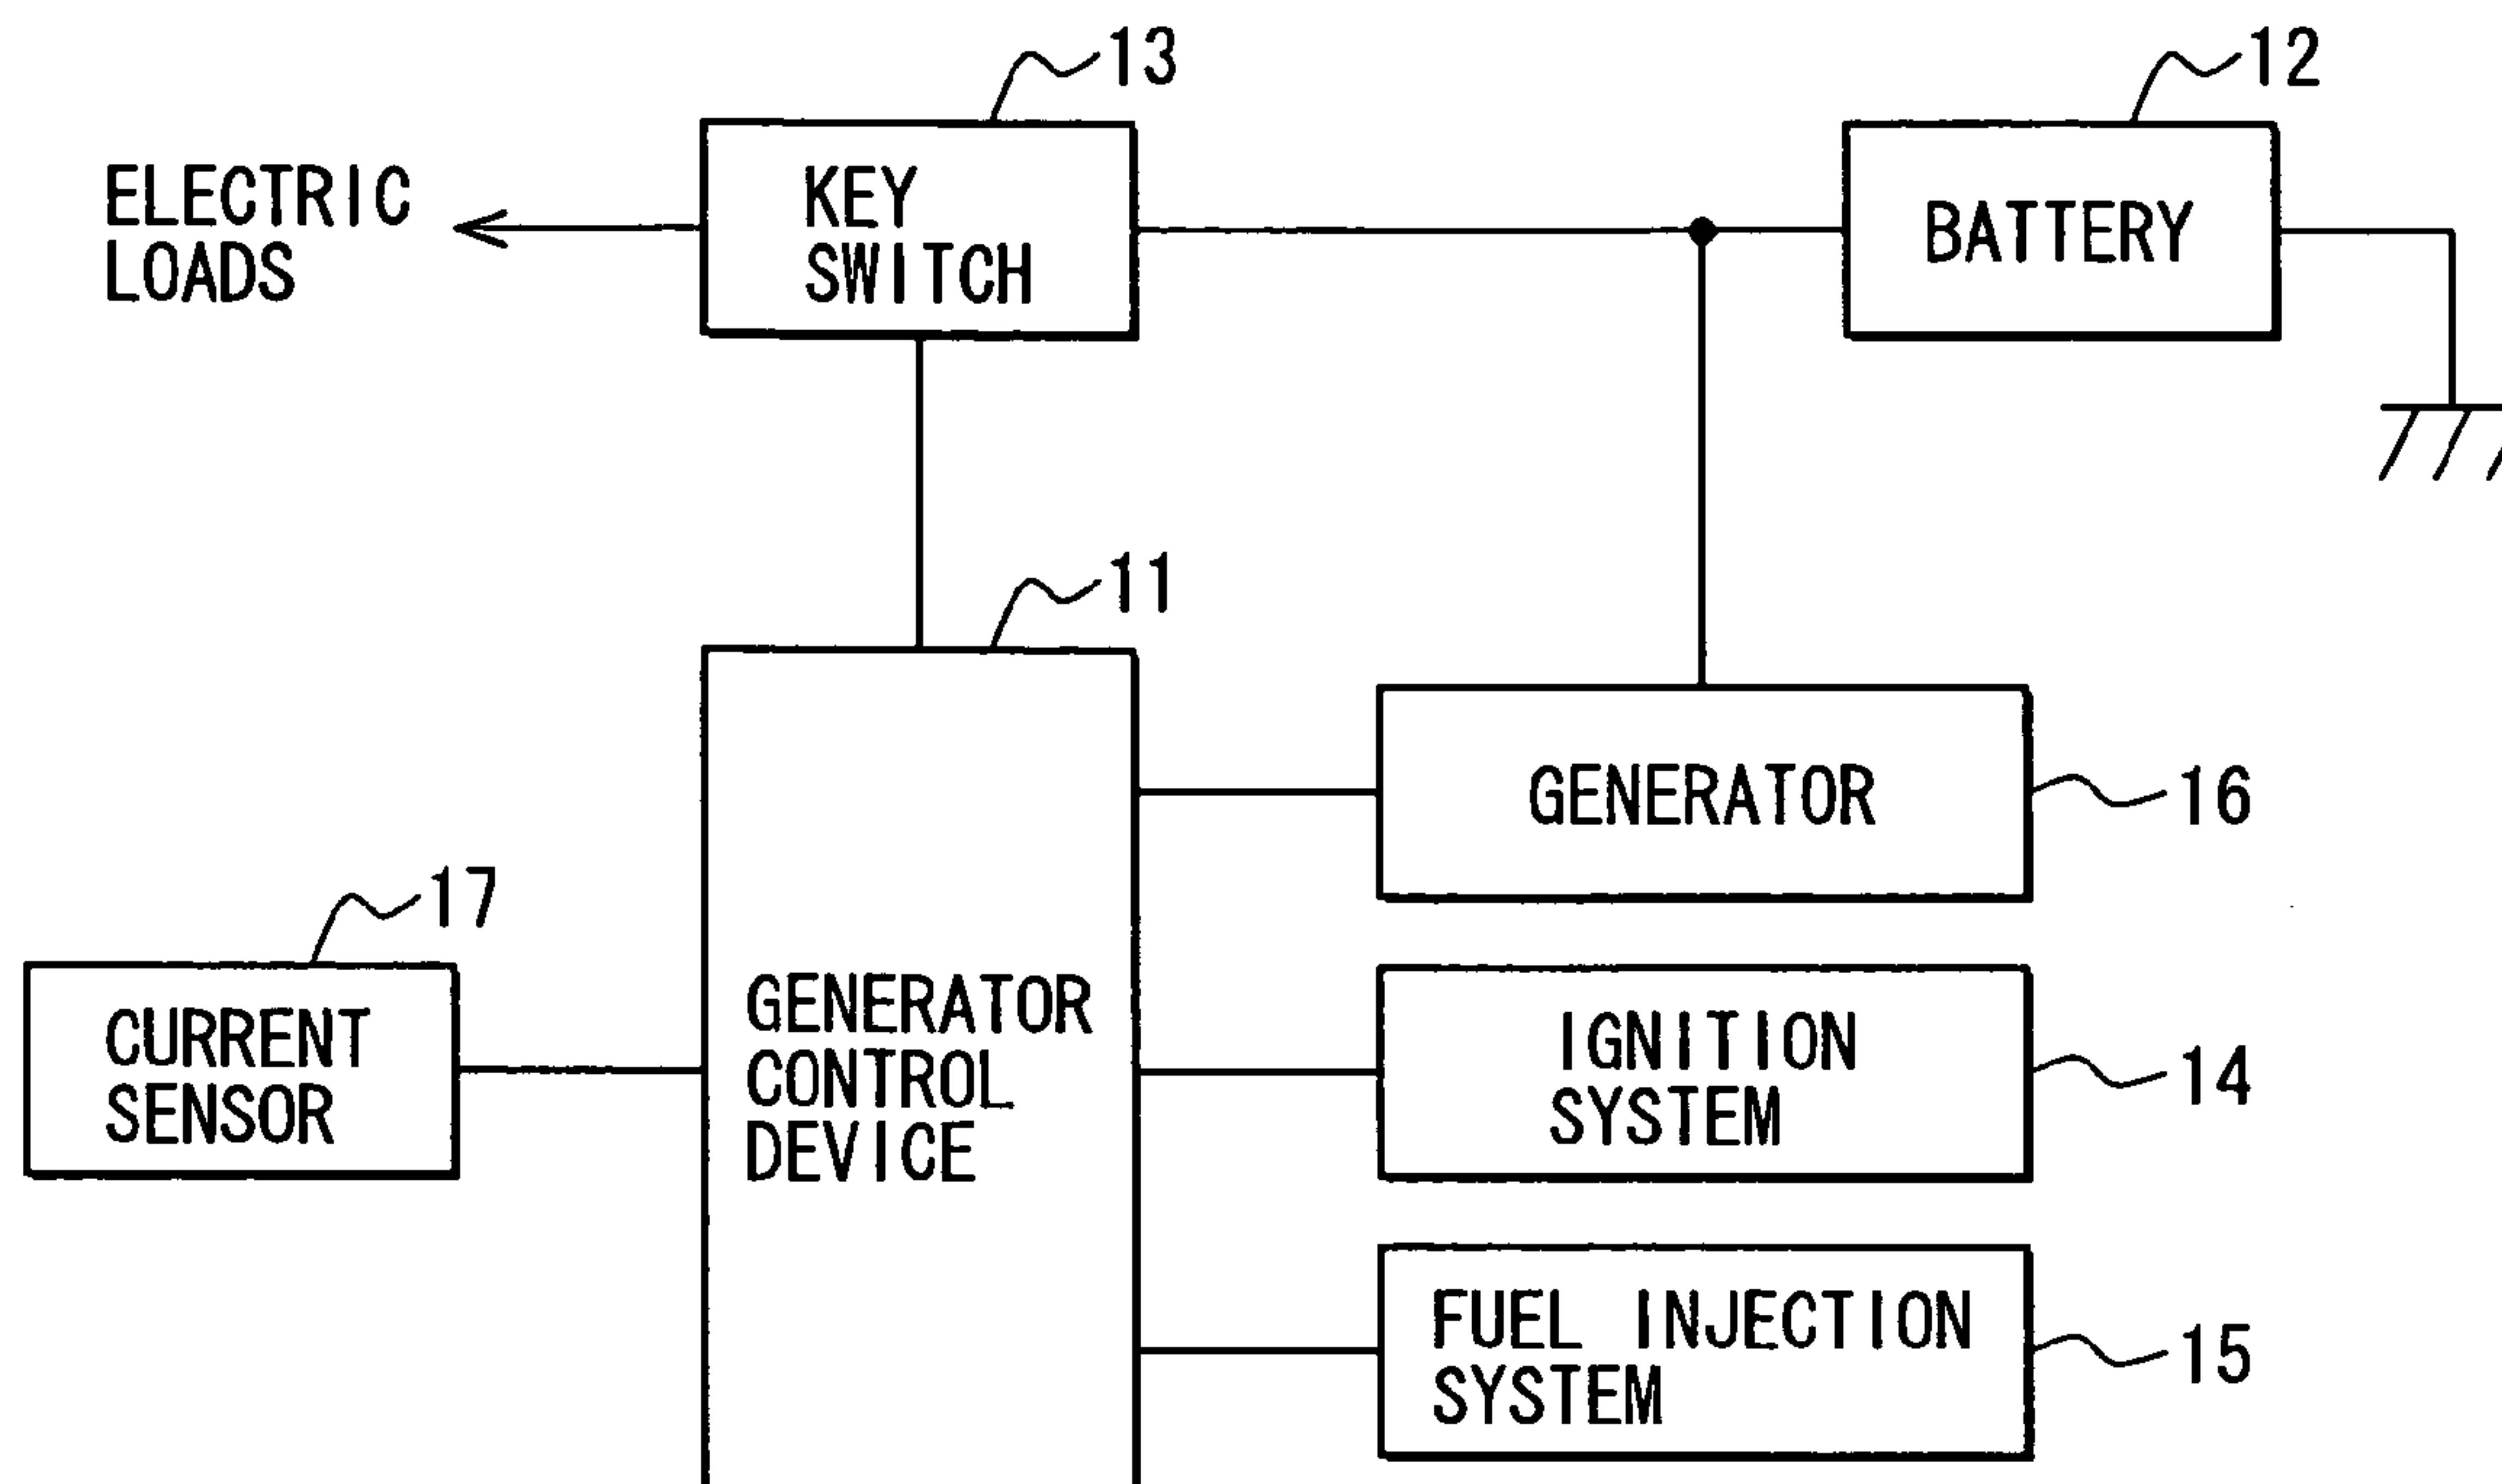 13
12
ELECTRIC
LOADS
KEY
SWITCH
BATTERY
11
GENERATOR
16
17
CURRENT
SENSOR
GENERATOR
CONTROL
DEVICE
IGNITION
SYSTEM
14
FUEL INJECTION
SYSTEM
15